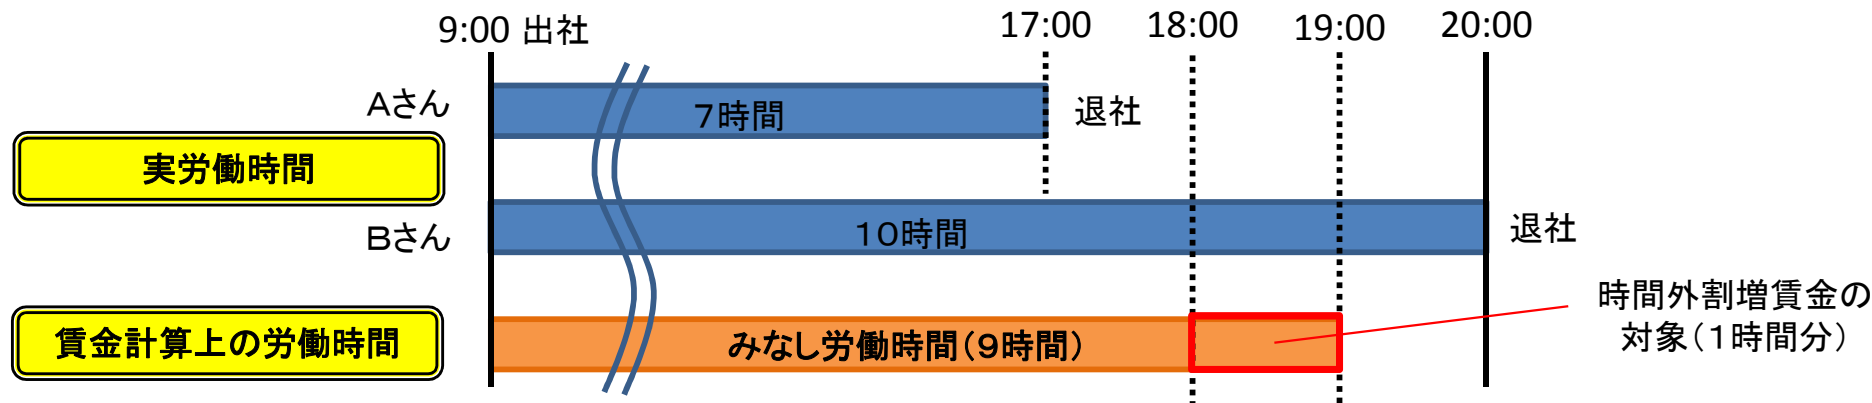 9:00 出社
17:00
18:00
19:00
20:00
Aさん
7時間
退社
実労働時間
Bさん
10時間
退社
賃金計算上の労働時間
みなし労働時間(9時間)
時間外割増賃金の
対象(1時間分)